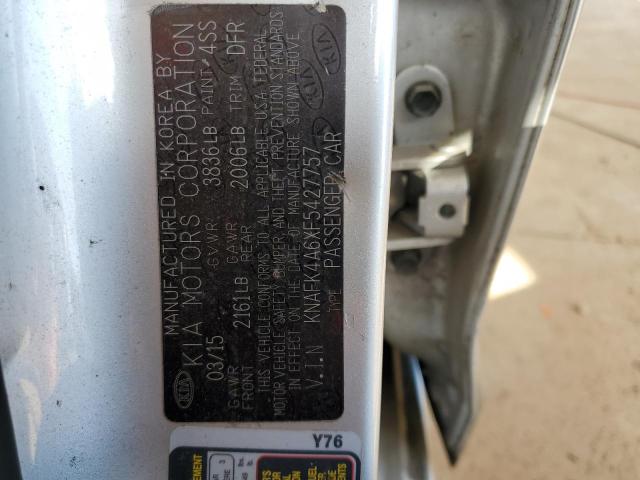 MANUFACTURED IN KOREA BY
KIA MOTORS CORPORATION
03/15 GVWR 3836LB PAINT 4SS
GAWR FRONT 2161LB GAWR REAR 2006LB TRIM DFR
THIS VEHICLE CONFORMS TO ALL APPLICABLE USA FEDERAL
MOTOR VEHICLE SAFETY BUMPER AND THEFT PREVENTION STANDARDS
IN EFFECT ON THE DATE OF MANUFACTURE SHOWN ABOVE
V.I.N KNAFK4A6XF5427757
TYPE PASSENGER CAR
KIA
KIA
KIA
Y76